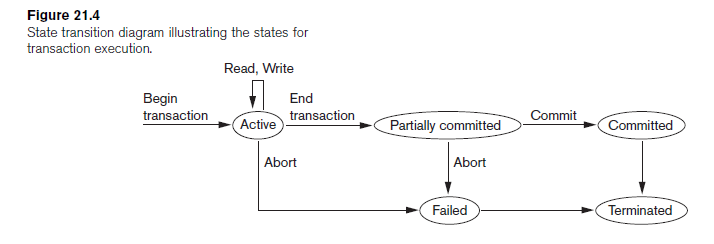 Figure 21.4
State transition diagram illustrating the states for
transaction execution.
Read, Write
Begin
transaction
End
transaction
Active
Partially committed
Commit
Committed
Abort
Abort
Failed
Terminated